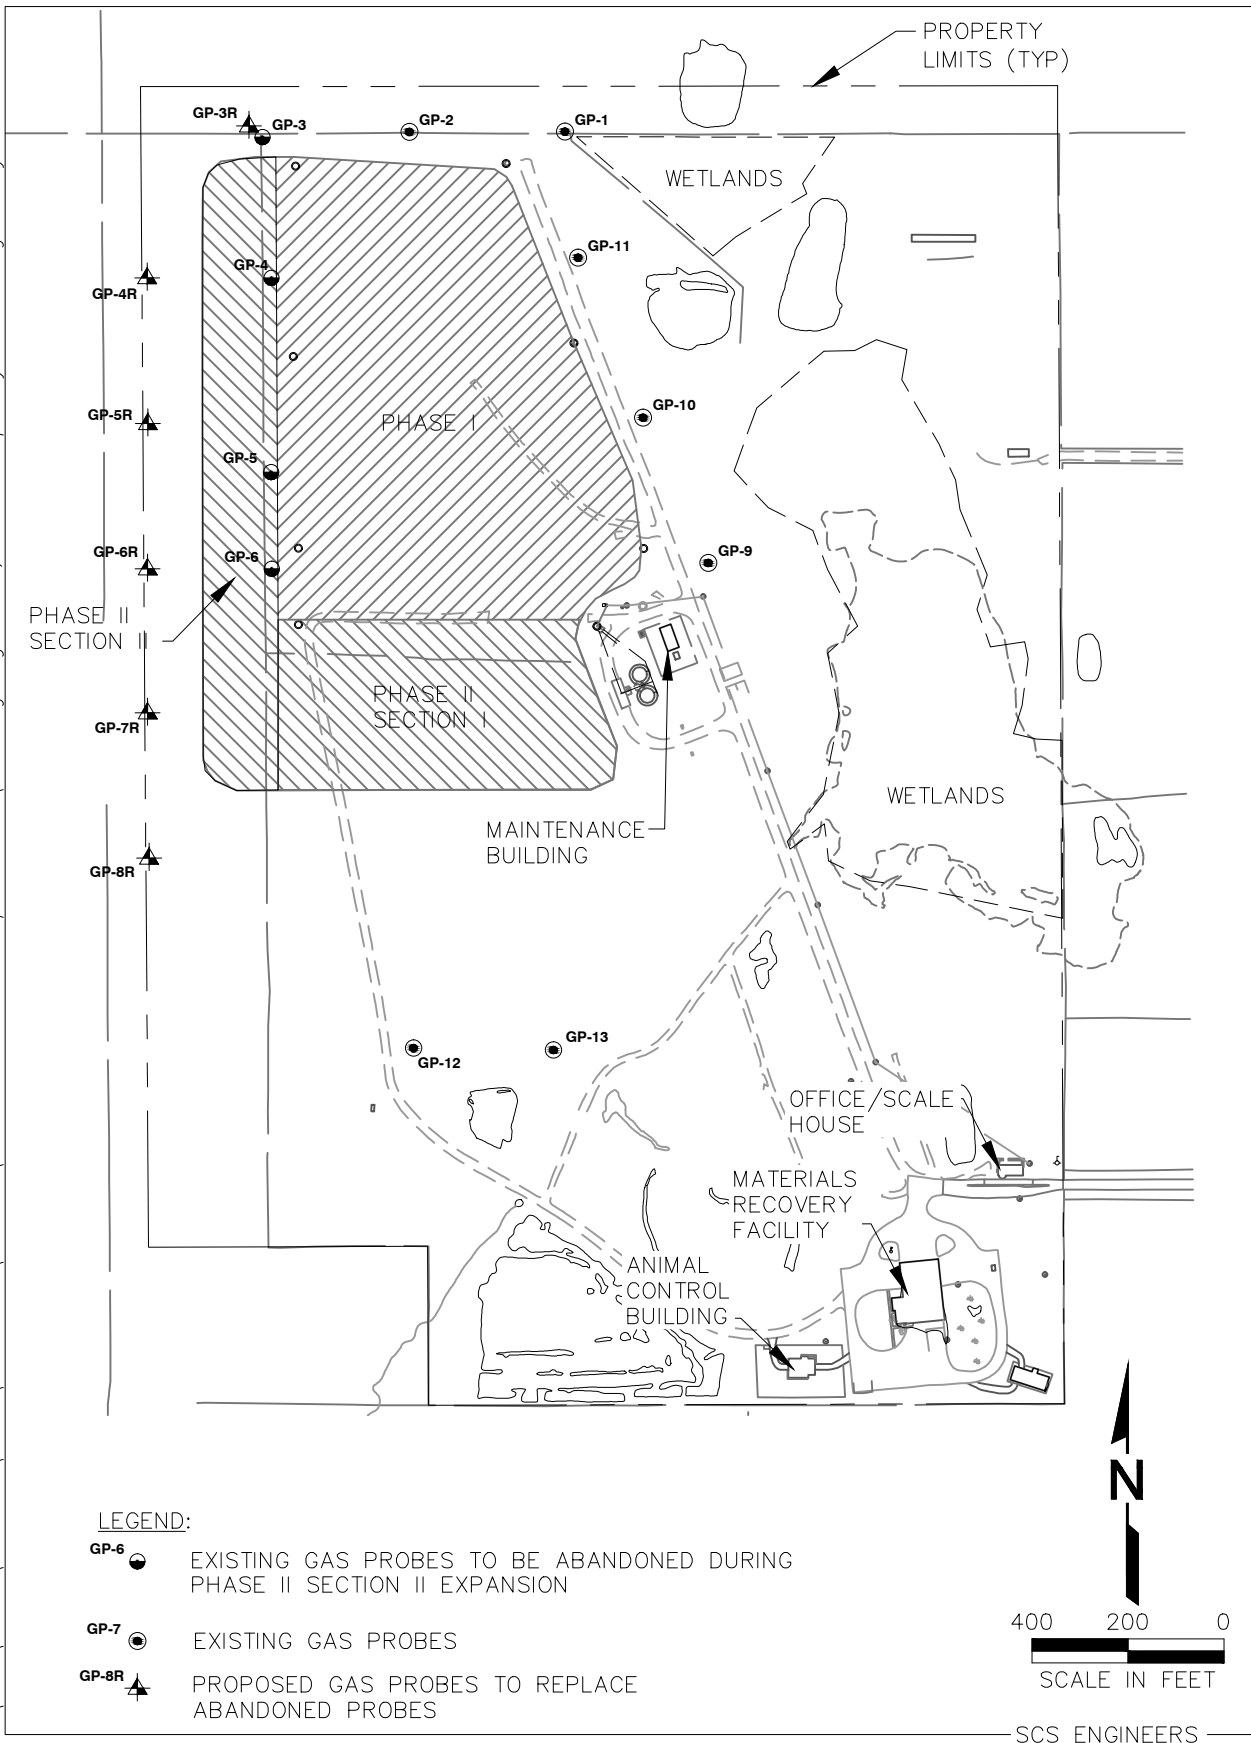 PROPERTY
LIMITS (TYP)
GP-3R
GP-3
GP-2
GP-1
WETLANDS
GP-11
GP-4
GP-4R
GP-10
GP-5R
PHASE I
GP-5
GP-6R
GP-6
GP-9
PHASE II
SECTION II
PHASE II
SECTION I
GP-7R
WETLANDS
MAINTENANCE
BUILDING
GP-8R
GP-13
GP-12
OFFICE/SCALE
HOUSE
MATERIALS
RECOVERY
FACILITY
ANIMAL
CONTROL
BUILDING
N
LEGEND:
GP-6
EXISTING GAS PROBES TO BE ABANDONED DURING
PHASE II SECTION II EXPANSION
GP-7
EXISTING GAS PROBES
GP-8R
PROPOSED GAS PROBES TO REPLACE
ABANDONED PROBES
400 200 0
SCALE IN FEET
SCS ENGINEERS